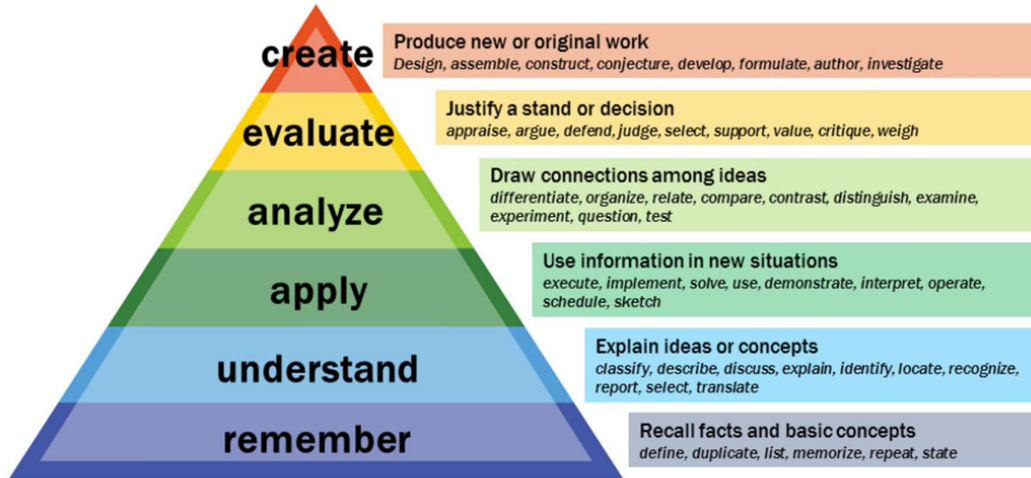 create
Produce new or original work
Design, assemble, construct, conjecture, develop, formulate, author, investigate
evaluate
Justify a stand or decision
appraise, argue, defend, judge, select, support, value, critique, weigh
analyze
Draw connections among ideas
differentiate, organize, relate, compare, contrast, distinguish, examine,
experiment, question, test
apply
Use information in new situations
execute, implement, solve, use, demonstrate, interpret, operate,
schedule, sketch
understand
Explain ideas or concepts
classify, describe, discuss, explain, identify, locate, recognize,
report, select, translate
remember
Recall facts and basic concepts
define, duplicate, list, memorize, repeat, state